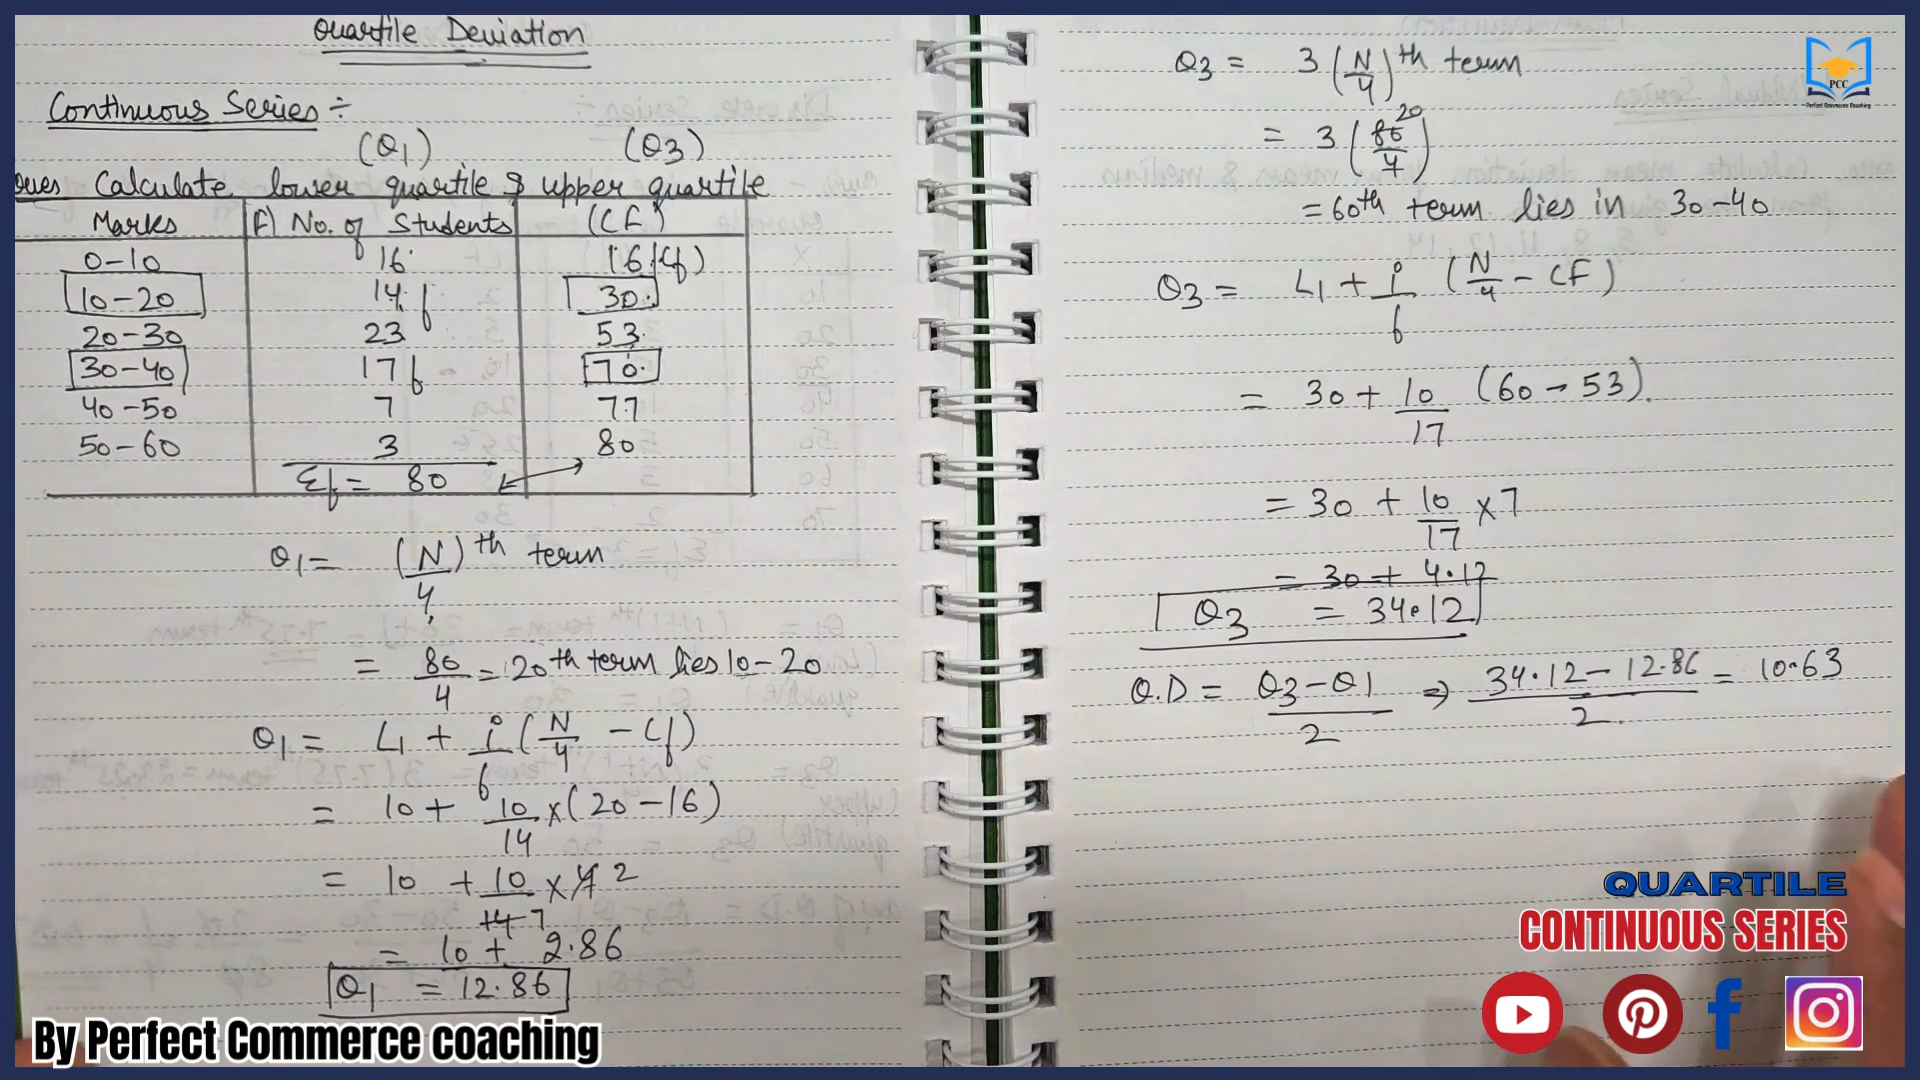 Quartile Deviation
Continuous Series ÷
(Q1) (Q3)
Ques Calculate lower quartile & upper quartile
Marks (F) No. of Students (CF)
0-10 16 16 (Cf)
10-20 14 f 30
20-30 23 53
30-40 17 f 70
40-50 7 77
50-60 3 80
Σf = 80
Q1 = (N/4)th term
= 80/4 = 20th term lies 10-20
Q1 = L1 + i/f (N/4 - Cf)
= 10 + 10/14 × (20-16)
= 10 + 10/14 7 × 4 2
= 10 + 2.86
Q1 = 12.86
Q3 = 3 (N/4)th term
= 3 (80/4) 20
= 60th term lies in 30-40
Q3 = L1 + i/f (N/4 - CF)
= 30 + 10/17 (60-53).
= 30 + 10/17 × 7
= 30 + 4.12
Q3 = 34.12
Q.D = Q3-Q1/2 ⇒ 34.12-12.86/2 = 10.63
PCC
Perfect Commerce Coaching
QUARTILE
CONTINUOUS SERIES
By Perfect Commerce coaching